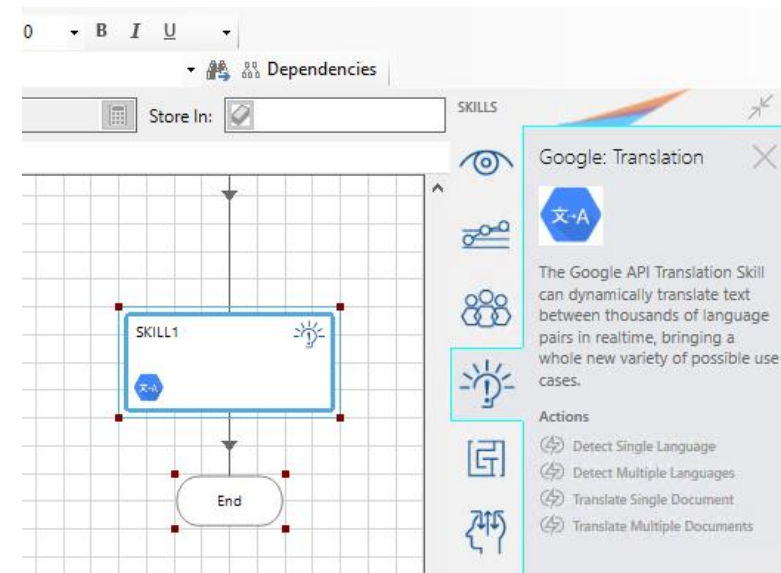 0 B I U
Dependencies
Store In:
SKILLS
Google: Translation
文A
The Google API Translation Skill
can dynamically translate text
between thousands of language
pairs in realtime, bringing a
whole new variety of possible use
cases.
Actions
Detect Single Language
Detect Multiple Languages
Translate Single Document
Translate Multiple Documents
SKILL1
文A
End